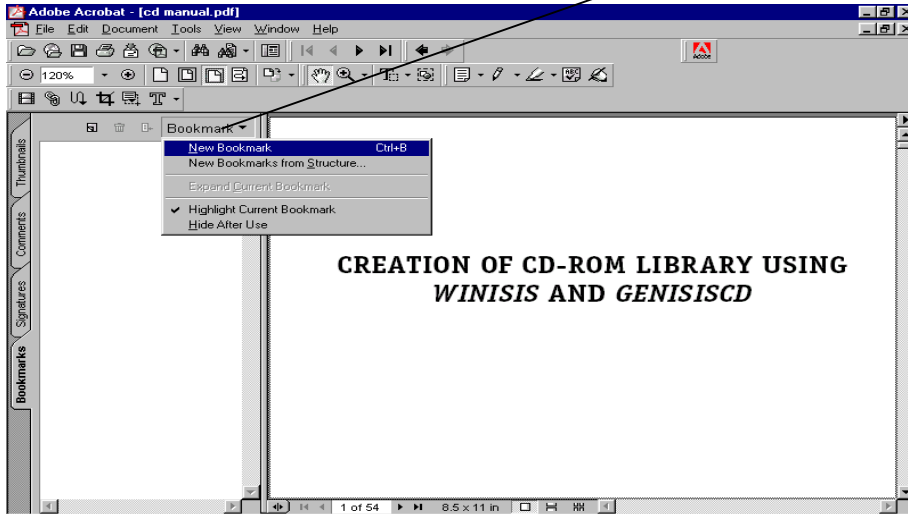 Adobe Acrobat - [cd manual.pdf]
File Edit Document Tools View Window Help
Adobe
120%
Bookmark
New Bookmark Ctrl+B
New Bookmarks from Structure...
Expand Current Bookmark
Highlight Current Bookmark
Hide After Use
Thumbnails
Comments
Signatures
Bookmarks
CREATION OF CD-ROM LIBRARY USING
WINISIS AND GENISISCD
1 of 54 8.5 x 11 in